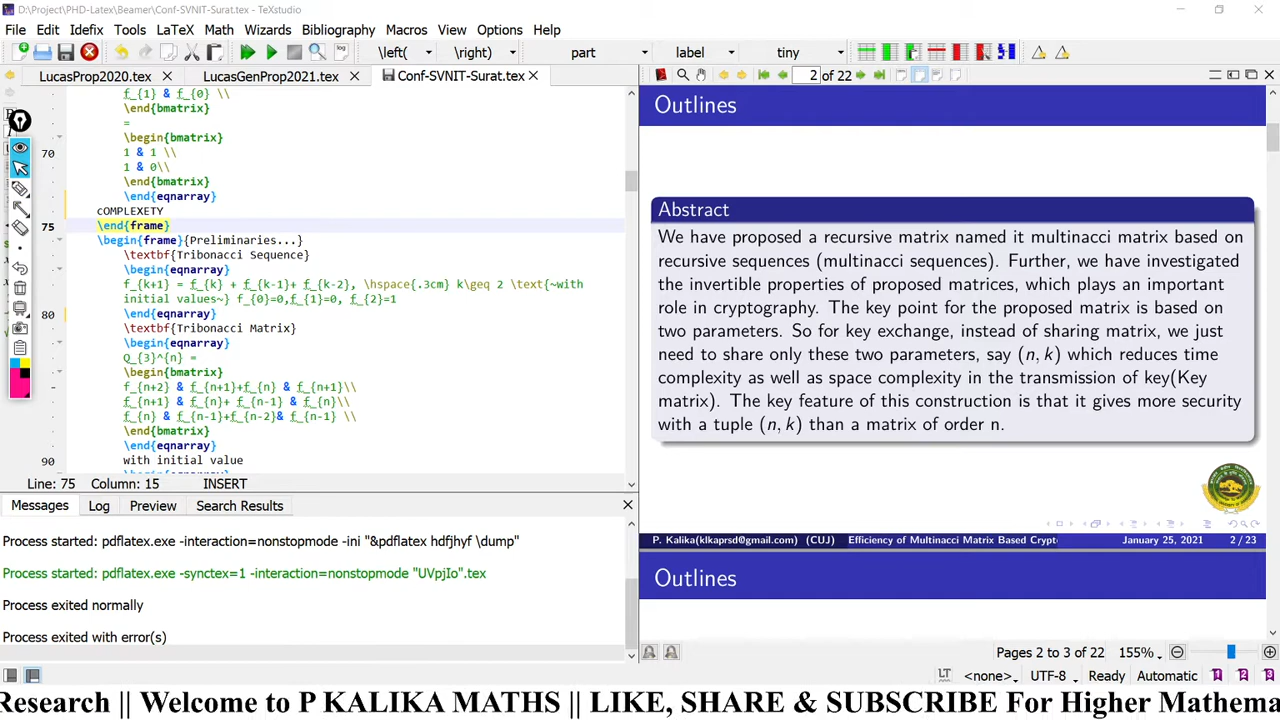 D:\Project\PHD-Latex\Beamer\Conf-SVNIT-Surat.tex - TeXstudio
File Edit Idefix Tools LaTeX Math Wizards Bibliography Macros View Options Help
\left( \right) part label tiny
LucasProp2020.tex LucasGenProp2021.tex Conf-SVNIT-Surat.tex
f_{1} & f_{0} \\
\end{bmatrix}
=
\begin{bmatrix}
70 1 & 1 \\
1 & 0\\
\end{bmatrix}
\end{eqnarray}
cOMPLEXETY
75 \end{frame}
\begin{frame}{Preliminaries...}
\textbf{Tribonacci Sequence}
\begin{eqnarray}
f_{k+1} = f_{k} + f_{k-1}+ f_{k-2}, \hspace{.3cm} k\geq 2 \text{~with
initial values~} f_{0}=0,f_{1}=0, f_{2}=1
80 \end{eqnarray}
\textbf{Tribonacci Matrix}
\begin{eqnarray}
Q_{3}^{n} =
\begin{bmatrix}
f_{n+2} & f_{n+1}+f_{n} & f_{n+1}\\
f_{n+1} & f_{n}+ f_{n-1} & f_{n}\\
f_{n} & f_{n-1}+f_{n-2}& f_{n-1} \\
\end{bmatrix}
\end{eqnarray}
90 with initial value
Line: 75 Column: 15 INSERT
Messages Log Preview Search Results
Process started: pdflatex.exe -interaction=nonstopmode -ini "&pdflatex hdfjhyf \dump"
Process started: pdflatex.exe -synctex=1 -interaction=nonstopmode "UVpjIo".tex
Process exited normally
Process exited with error(s)
2 of 22
Outlines
Abstract
We have proposed a recursive matrix named it multinacci matrix based on
recursive sequences (multinacci sequences). Further, we have investigated
the invertible properties of proposed matrices, which plays an important
role in cryptography. The key point for the proposed matrix is based on
two parameters. So for key exchange, instead of sharing matrix, we just
need to share only these two parameters, say (n, k) which reduces time
complexity as well as space complexity in the transmission of key(Key
matrix). The key feature of this construction is that it gives more security
with a tuple (n, k) than a matrix of order n.
P. Kalika(klkaprsd@gmail.com) (CUJ) Efficiency of Multinacci Matrix Based Crypto January 25, 2021 2 / 23
Outlines
Pages 2 to 3 of 22 155%
LT <none> UTF-8 Ready Automatic 1 2 3
Research || Welcome to P KALIKA MATHS || LIKE, SHARE & SUBSCRIBE For Higher Mathema